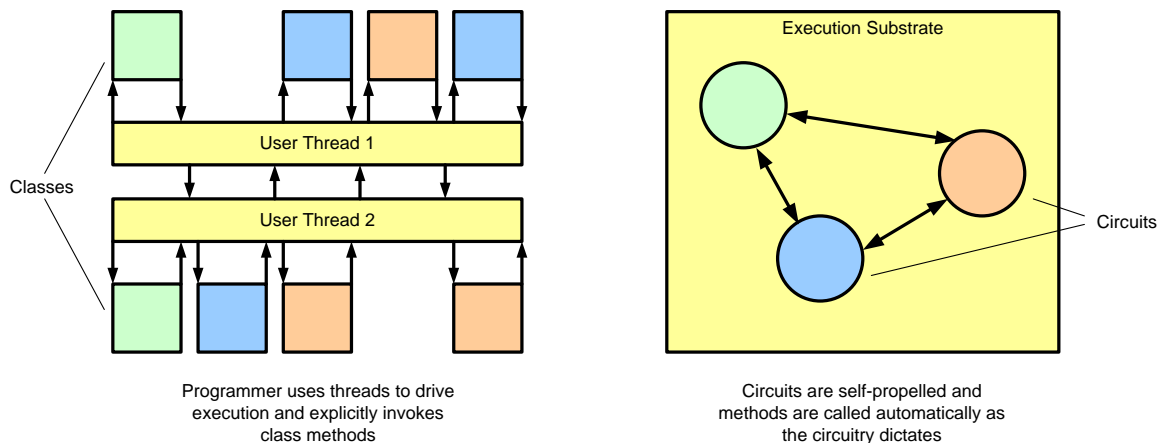 User Thread 1
User Thread 2
Classes
Programmer uses threads to drive
execution and explicitly invokes
class methods
Execution Substrate
Circuits
Circuits are self-propelled and
methods are called automatically as
the circuitry dictates